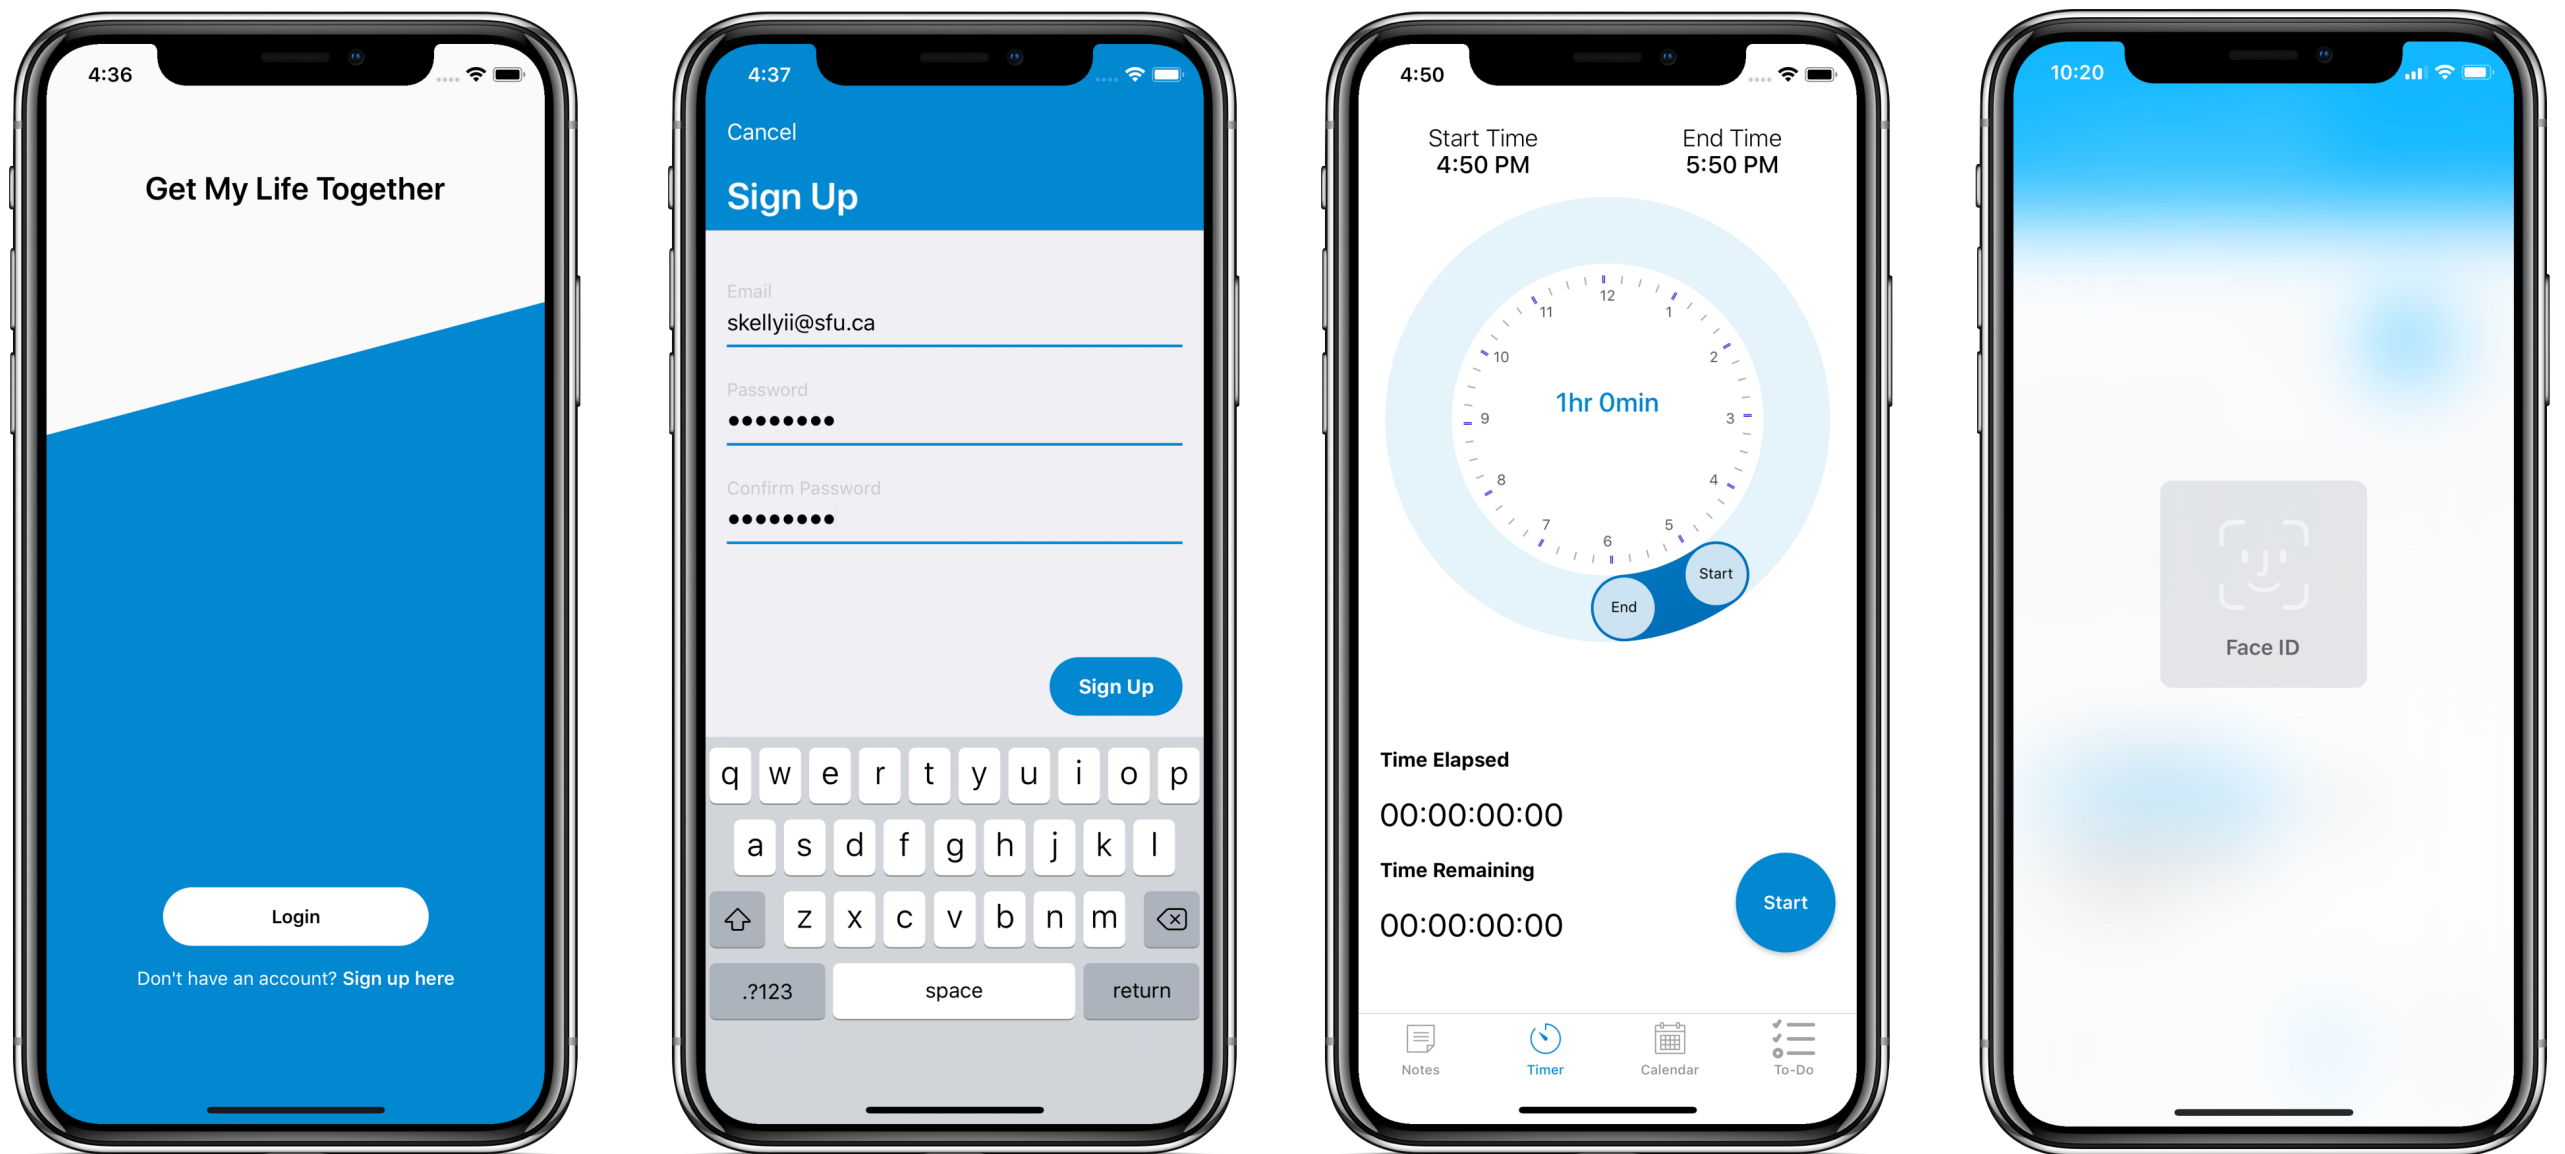 4:36
Get My Life Together
Login
Don't have an account? Sign up here
4:37
Cancel
Sign Up
Email
skellyii@sfu.ca
Password
Confirm Password
Sign Up
q w e r t y u i o p
a s d f g h j k l
z x c v b n m
.?123 space return
4:50
Start Time End Time
4:50 PM 5:50 PM
12
11 1
10 2
1hr 0min
9 3
8 4
7 5
6
Start
End
Time Elapsed
00:00:00:00
Time Remaining
00:00:00:00
Start
Notes Timer Calendar To-Do
10:20
Face ID